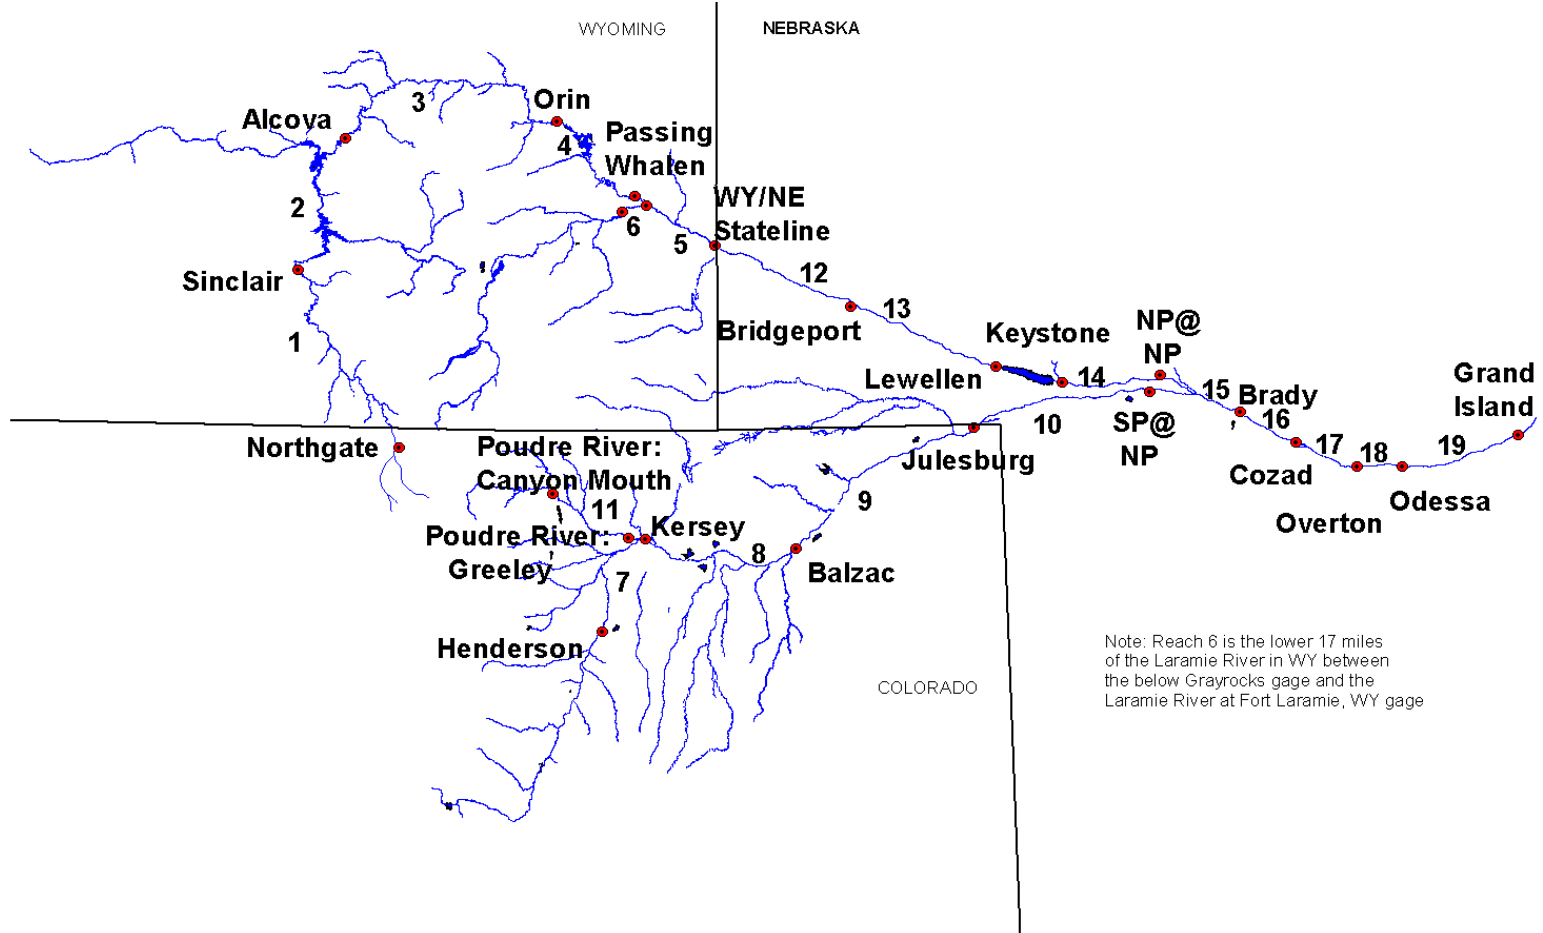 WYOMING
NEBRASKA
3
Orin
Alcova
4
Passing
Whalen
2
6
WY/NE
Stateline
5
Sinclair
12
13
Bridgeport
1
Keystone
NP@
NP
Lewellen
14
15
Brady
Grand
Island
10
SP@
NP
16
17
18
19
Cozad
Odessa
Overton
Northgate
Poudre River:
Canyon Mouth
Julesburg
9
11
Kersey
Poudre River:
Greeley
8
Balzac
7
Henderson
COLORADO
Note: Reach 6 is the lower 17 miles
of the Laramie River in WY between
the below Grayrocks gage and the
Laramie River at Fort Laramie, WY gage